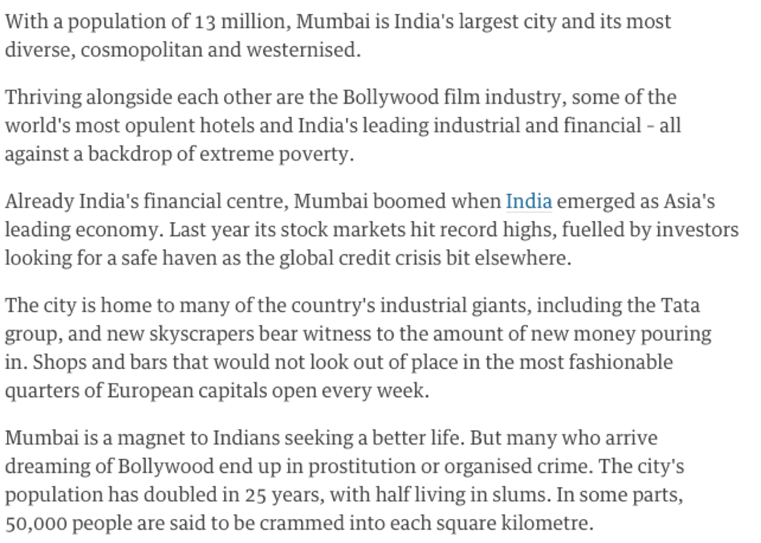 With a population of 13 million, Mumbai is India's largest city and its most
diverse, cosmopolitan and westernised.
Thriving alongside each other are the Bollywood film industry, some of the
world's most opulent hotels and India's leading industrial and financial – all
against a backdrop of extreme poverty.
Already India's financial centre, Mumbai boomed when India emerged as Asia's
leading economy. Last year its stock markets hit record highs, fuelled by investors
looking for a safe haven as the global credit crisis bit elsewhere.
The city is home to many of the country's industrial giants, including the Tata
group, and new skyscrapers bear witness to the amount of new money pouring
in. Shops and bars that would not look out of place in the most fashionable
quarters of European capitals open every week.
Mumbai is a magnet to Indians seeking a better life. But many who arrive
dreaming of Bollywood end up in prostitution or organised crime. The city's
population has doubled in 25 years, with half living in slums. In some parts,
50,000 people are said to be crammed into each square kilometre.